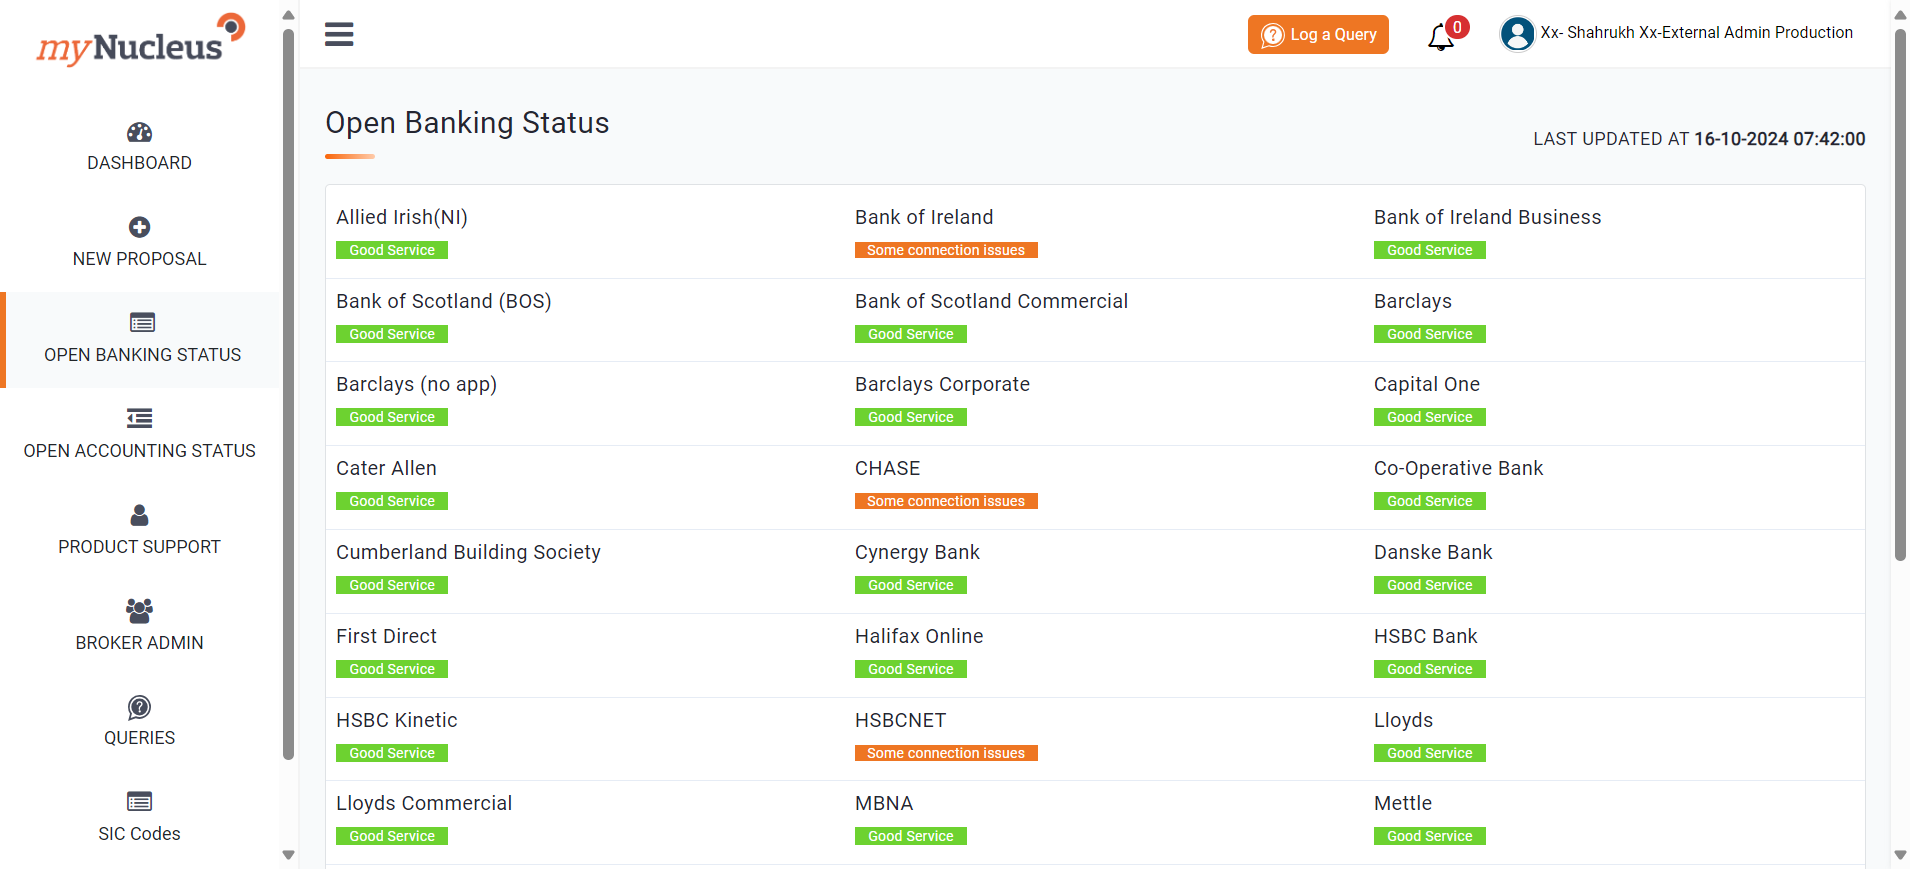 myNucleus
DASHBOARD
NEW PROPOSAL
OPEN BANKING STATUS
OPEN ACCOUNTING STATUS
PRODUCT SUPPORT
BROKER ADMIN
QUERIES
SIC Codes
Log a Query
0
Xx- Shahrukh Xx-External Admin Production
Open Banking Status
LAST UPDATED AT 16-10-2024 07:42:00
Allied Irish(NI)
Good Service
Bank of Ireland
Some connection issues
Bank of Ireland Business
Good Service
Bank of Scotland (BOS)
Good Service
Bank of Scotland Commercial
Good Service
Barclays
Good Service
Barclays (no app)
Good Service
Barclays Corporate
Good Service
Capital One
Good Service
Cater Allen
Good Service
CHASE
Some connection issues
Co-Operative Bank
Good Service
Cumberland Building Society
Good Service
Cynergy Bank
Good Service
Danske Bank
Good Service
First Direct
Good Service
Halifax Online
Good Service
HSBC Bank
Good Service
HSBC Kinetic
Good Service
HSBCNET
Some connection issues
Lloyds
Good Service
Lloyds Commercial
Good Service
MBNA
Good Service
Mettle
Good Service